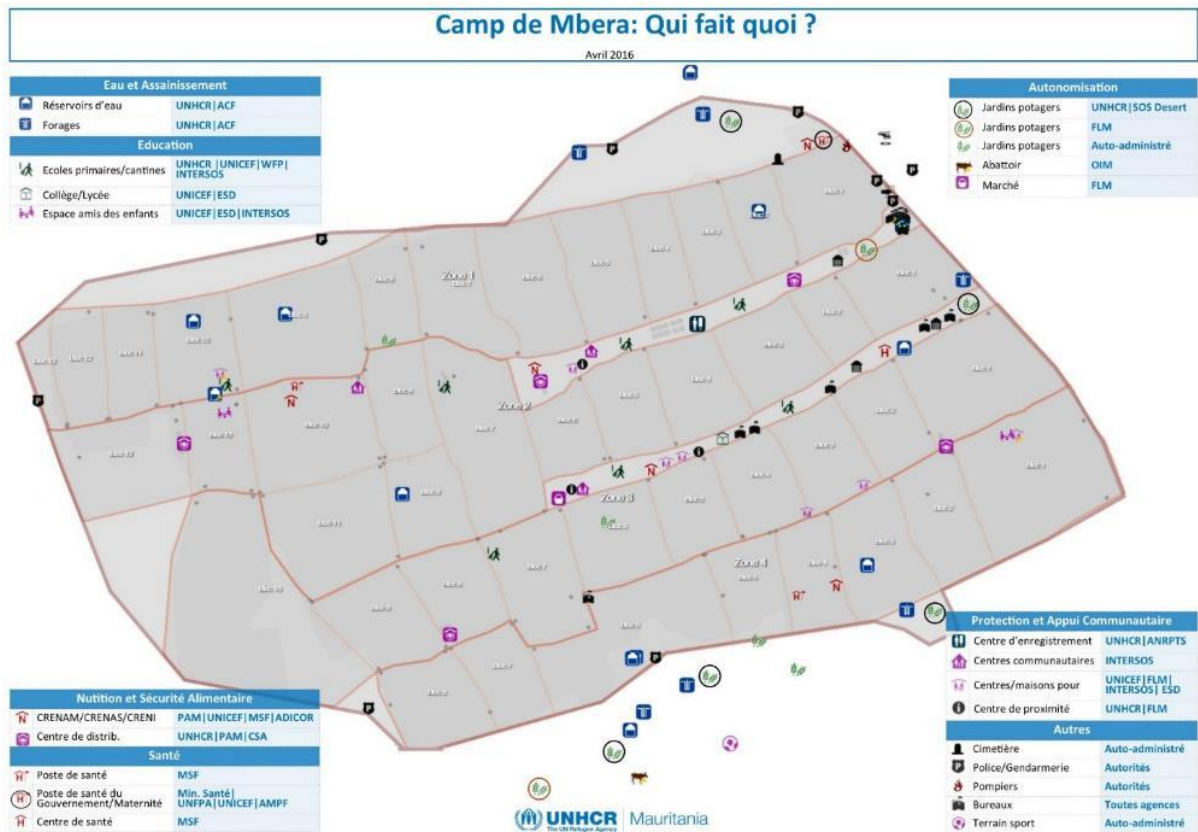 Camp de Mbera: Qui fait quoi ?
Avril 2016
Eau et Assainissement
Réservoirs d'eau UNHCR|ACF
Forages UNHCR|ACF
Education
Ecoles primaires/cantines UNHCR |UNICEF|WFP|
INTERSOS
Collège/Lycée UNICEF|ESD
Espace amis des enfants UNICEF|ESD|INTERSOS
Autonomisation
Jardins potagers UNHCR|SOS Desert
Jardins potagers FLM
Jardins potagers Auto-administré
Abattoir OIM
Marché FLM
Zone 1
Zone 2
Zone 3
Zone 4
Nutition et Sécurité Alimentaire
CRENAM/CRENAS/CRENI PAM|UNICEF|MSF|ADICOR
Centre de distrib. UNHCR|PAM|CSA
Santé
Poste de santé MSF
Poste de santé du
Gouvernement/Maternité
Min. Santé|
UNFPA|UNICEF|AMPF
Centre de santé MSF
Protection et Appui Communautaire
Centre d'enregistrement UNHCR|ANRPTS
Centres communautaires INTERSOS
Centres/maisons pour UNICEF|FLM|
INTERSOS| ESD
Centre de proximité UNHCR|FLM
Autres
Cimetière Auto-administré
Police/Gendarmerie Autorités
Pompiers Autorités
Bureaux Toutes agences
Terrain sport Auto-administré
UNHCR Mauritania
The UN Refugee Agency